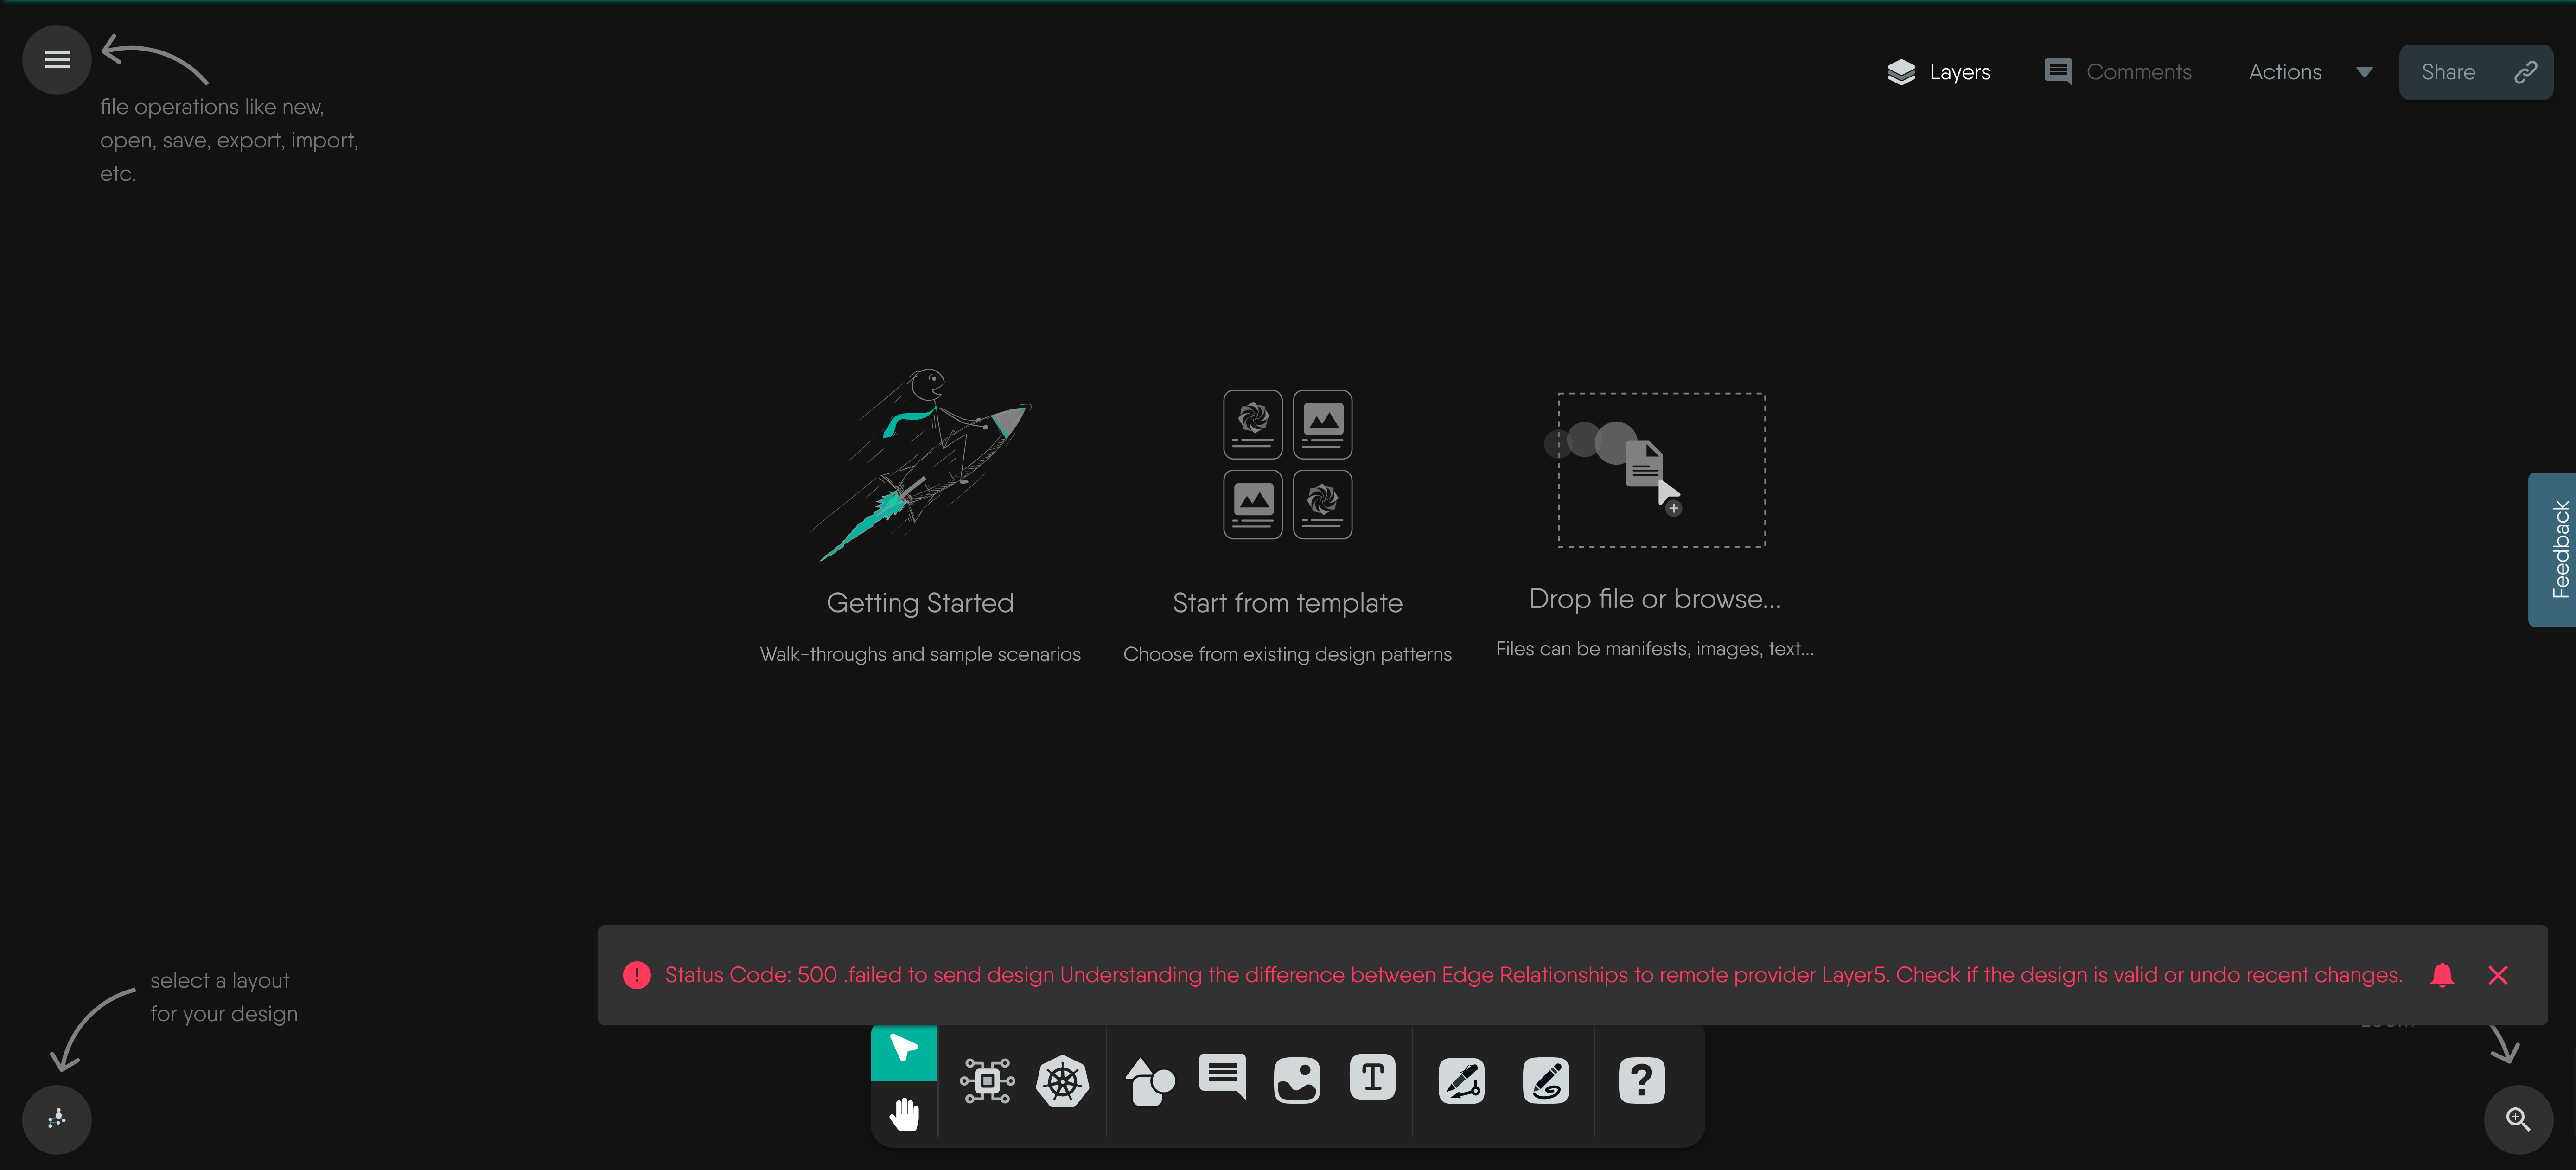 file operations like new,
open, save, export, import,
etc.
Layers
Comments
Actions
Share
Getting Started
Walk-throughs and sample scenarios
Start from template
Choose from existing design patterns
Drop file or browse...
Files can be manifests, images, text...
Feedback
Status Code: 500 .failed to send design Understanding the difference between Edge Relationships to remote provider Layer5. Check if the design is valid or undo recent changes.
select a layout
for your design
T
?